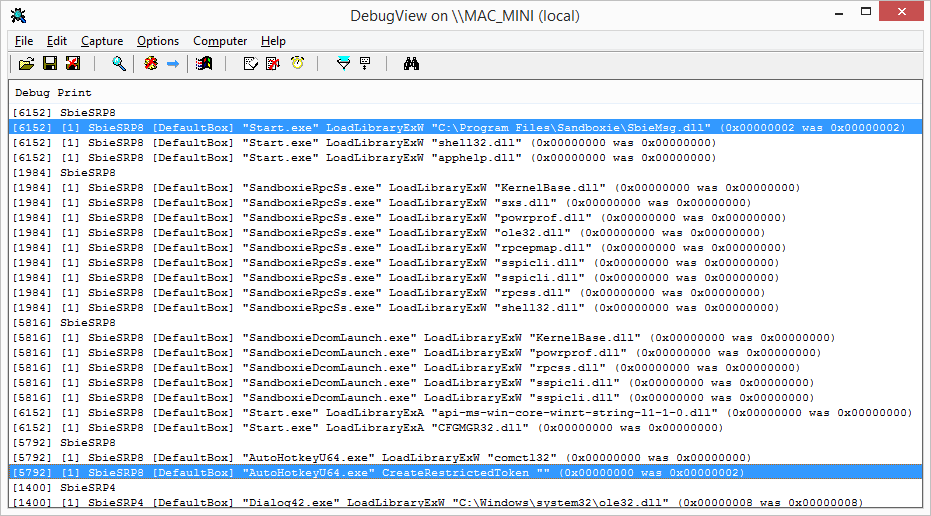 DebugView on \\MAC_MINI (local)
File Edit Capture Options Computer Help
Debug Print
[6152] SbieSRP8
[6152] [1] SbieSRP8 [DefaultBox] "Start.exe" LoadLibraryExW "C:\Program Files\Sandboxie\SbieMsg.dll" (0x00000002 was 0x00000002)
[6152] [1] SbieSRP8 [DefaultBox] "Start.exe" LoadLibraryExW "shell32.dll" (0x00000000 was 0x00000000)
[6152] [1] SbieSRP8 [DefaultBox] "Start.exe" LoadLibraryExW "apphelp.dll" (0x00000000 was 0x00000000)
[1984] SbieSRP8
[1984] [1] SbieSRP8 [DefaultBox] "SandboxieRpcSs.exe" LoadLibraryExW "KernelBase.dll" (0x00000000 was 0x00000000)
[1984] [1] SbieSRP8 [DefaultBox] "SandboxieRpcSs.exe" LoadLibraryExW "sxs.dll" (0x00000000 was 0x00000000)
[1984] [1] SbieSRP8 [DefaultBox] "SandboxieRpcSs.exe" LoadLibraryExW "powrprof.dll" (0x00000000 was 0x00000000)
[1984] [1] SbieSRP8 [DefaultBox] "SandboxieRpcSs.exe" LoadLibraryExW "ole32.dll" (0x00000000 was 0x00000000)
[1984] [1] SbieSRP8 [DefaultBox] "SandboxieRpcSs.exe" LoadLibraryExW "rpcepmap.dll" (0x00000000 was 0x00000000)
[1984] [1] SbieSRP8 [DefaultBox] "SandboxieRpcSs.exe" LoadLibraryExW "sspicli.dll" (0x00000000 was 0x00000000)
[1984] [1] SbieSRP8 [DefaultBox] "SandboxieRpcSs.exe" LoadLibraryExW "sspicli.dll" (0x00000000 was 0x00000000)
[1984] [1] SbieSRP8 [DefaultBox] "SandboxieRpcSs.exe" LoadLibraryExW "rpcss.dll" (0x00000000 was 0x00000000)
[1984] [1] SbieSRP8 [DefaultBox] "SandboxieRpcSs.exe" LoadLibraryExW "shell32.dll" (0x00000000 was 0x00000000)
[5816] SbieSRP8
[5816] [1] SbieSRP8 [DefaultBox] "SandboxieDcomLaunch.exe" LoadLibraryExW "KernelBase.dll" (0x00000000 was 0x00000000)
[5816] [1] SbieSRP8 [DefaultBox] "SandboxieDcomLaunch.exe" LoadLibraryExW "powrprof.dll" (0x00000000 was 0x00000000)
[5816] [1] SbieSRP8 [DefaultBox] "SandboxieDcomLaunch.exe" LoadLibraryExW "rpcss.dll" (0x00000000 was 0x00000000)
[5816] [1] SbieSRP8 [DefaultBox] "SandboxieDcomLaunch.exe" LoadLibraryExW "sspicli.dll" (0x00000000 was 0x00000000)
[5816] [1] SbieSRP8 [DefaultBox] "SandboxieDcomLaunch.exe" LoadLibraryExW "sspicli.dll" (0x00000000 was 0x00000000)
[6152] [1] SbieSRP8 [DefaultBox] "Start.exe" LoadLibraryExA "api-ms-win-core-winrt-string-l1-1-0.dll" (0x00000000 was 0x00000000)
[6152] [1] SbieSRP8 [DefaultBox] "Start.exe" LoadLibraryExA "CFGMGR32.dll" (0x00000000 was 0x00000000)
[5792] SbieSRP8
[5792] [1] SbieSRP8 [DefaultBox] "AutoHotkeyU64.exe" LoadLibraryExW "comctl32" (0x00000000 was 0x00000000)
[5792] [1] SbieSRP8 [DefaultBox] "AutoHotkeyU64.exe" CreateRestrictedToken "" (0x00000000 was 0x00000002)
[1400] SbieSRP4
[1400] [1] SbieSRP4 [DefaultBox] "Dialog42.exe" LoadLibraryExW "C:\Windows\system32\ole32.dll" (0x00000008 was 0x00000008)